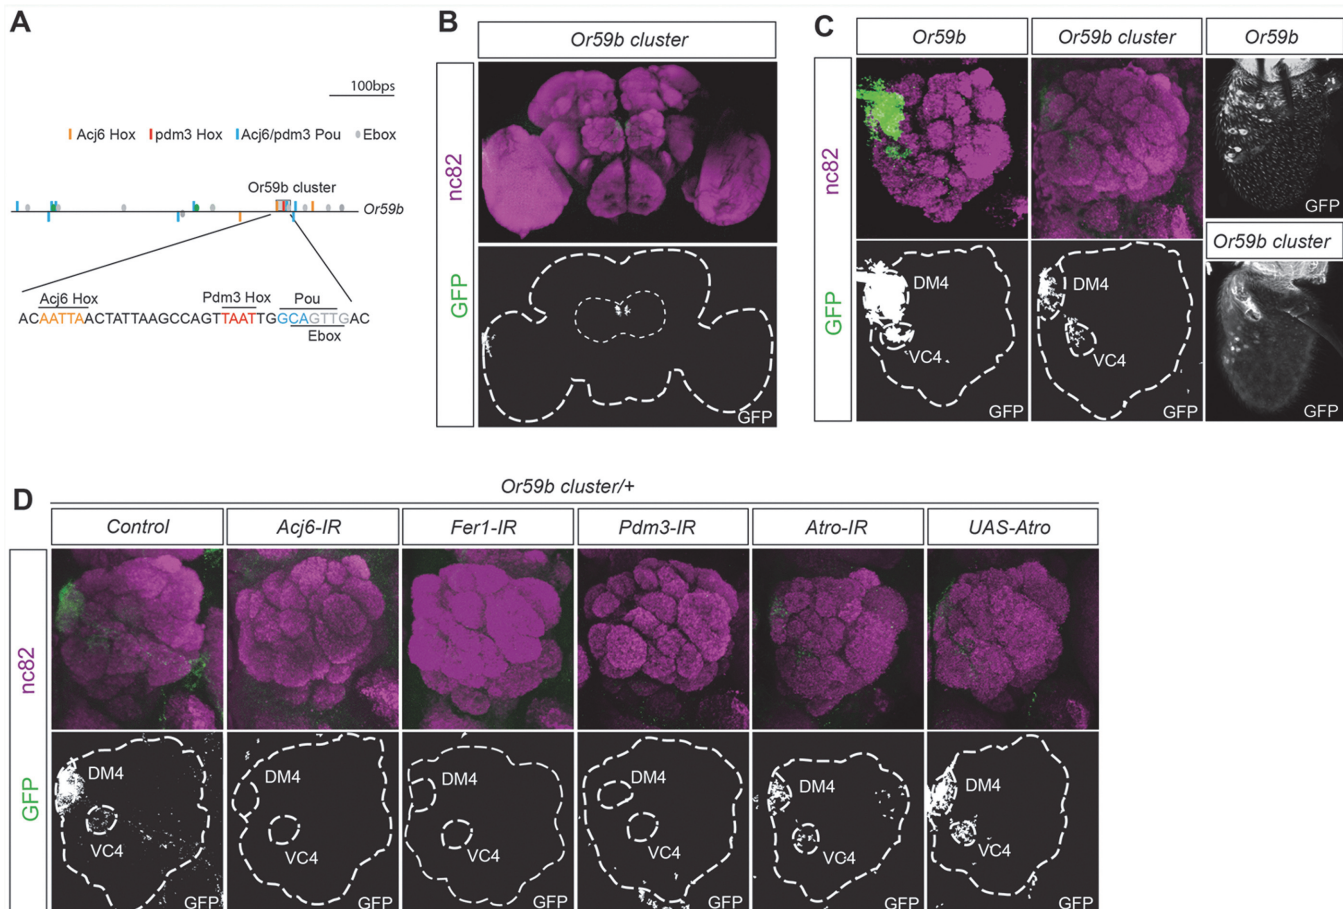 A
100bps
Acj6 Hox pdm3 Hox Acj6/pdm3 Pou Ebox
Or59b cluster
Or59b
Acj6 Hox Pdm3 Hox Pou
ACAATTAACTATTAAGCCAGTTAATTGGCAGTTGAC
Ebox
B
Or59b cluster
nc82
GFP
GFP
C
Or59b Or59b cluster Or59b
nc82
GFP
Or59b cluster
GFP
DM4 DM4
VC4 VC4
GFP GFP GFP
D
Or59b cluster/+
Control Acj6-IR Fer1-IR Pdm3-IR Atro-IR UAS-Atro
nc82
GFP
DM4 DM4 DM4 DM4 DM4 DM4
VC4 VC4 VC4 VC4 VC4 VC4
GFP GFP GFP GFP GFP GFP